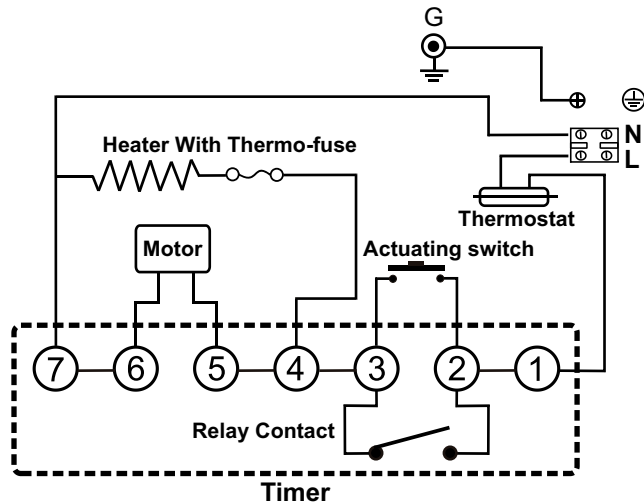 G
N
Heater With Thermo-fuse
L
Thermostat
Motor
Actuating switch
7 6 5 4 3 2 1
Relay Contact
Timer